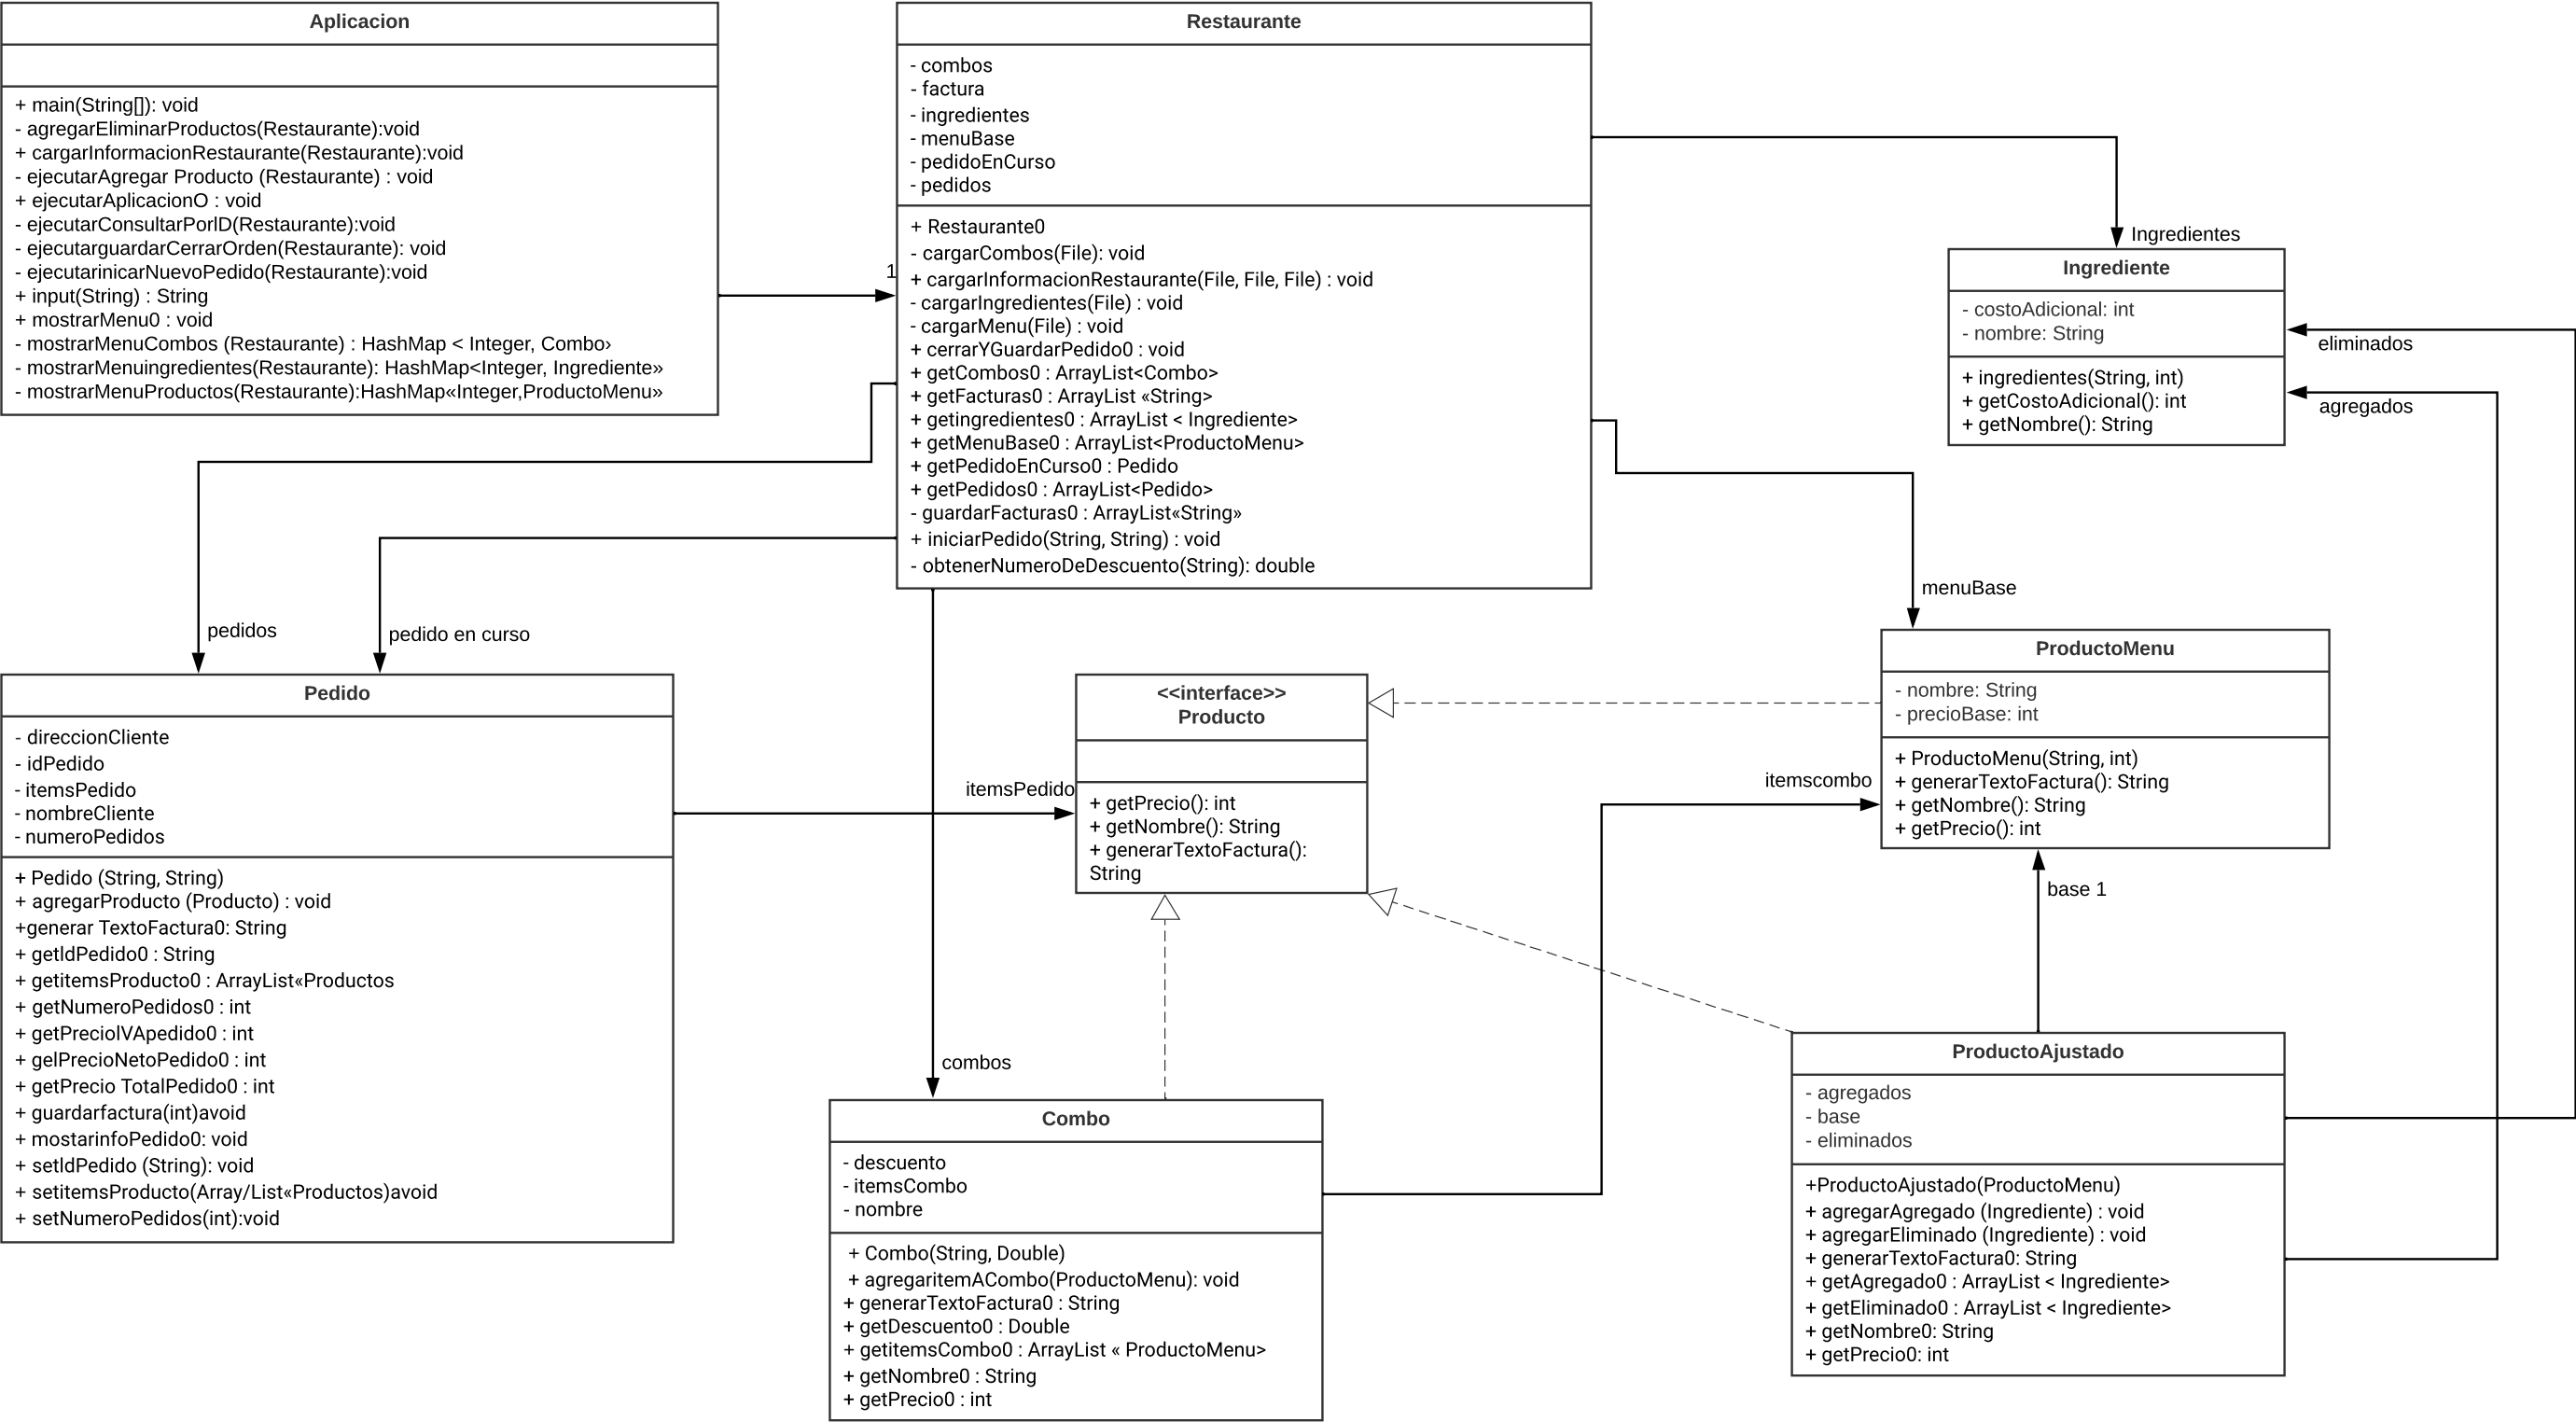 Aplicacion
+ main(String[]): void
- agregarEliminarProductos(Restaurante):void
+ cargarInformacionRestaurante(Restaurante):void
- ejecutarAgregar Producto (Restaurante) : void
+ ejecutarAplicacionO : void
- ejecutarConsultarPorlD(Restaurante):void
- ejecutarguardarCerrarOrden(Restaurante): void
- ejecutarinicarNuevoPedido(Restaurante):void
+ input(String) : String
+ mostrarMenu0 : void
- mostrarMenuCombos (Restaurante) : HashMap < Integer, Combo›
- mostrarMenuingredientes(Restaurante): HashMap<Integer, Ingrediente»
- mostrarMenuProductos(Restaurante):HashMap«Integer,ProductoMenu»
1
Restaurante
- combos
- factura
- ingredientes
- menuBase
- pedidoEnCurso
- pedidos
+ Restaurante0
- cargarCombos(File): void
+ cargarInformacionRestaurante(File, File, File) : void
- cargarIngredientes(File) : void
- cargarMenu(File) : void
+ cerrarYGuardarPedido0 : void
+ getCombos0 : ArrayList<Combo>
+ getFacturas0 : ArrayList «String>
+ getingredientes0 : ArrayList < Ingrediente>
+ getMenuBase0 : ArrayList<ProductoMenu>
+ getPedidoEnCurso0 : Pedido
+ getPedidos0 : ArrayList<Pedido>
- guardarFacturas0 : ArrayList«String»
+ iniciarPedido(String, String) : void
- obtenerNumeroDeDescuento(String): double
Ingredientes
Ingrediente
- costoAdicional: int
- nombre: String
+ ingredientes(String, int)
+ getCostoAdicional(): int
+ getNombre(): String
eliminados
agregados
menuBase
pedidos
pedido en curso
Pedido
- direccionCliente
- idPedido
- itemsPedido
- nombreCliente
- numeroPedidos
+ Pedido (String, String)
+ agregarProducto (Producto) : void
+generar TextoFactura0: String
+ getldPedido0 : String
+ getitemsProducto0 : ArrayList«Productos
+ getNumeroPedidos0 : int
+ getPreciolVApedido0 : int
+ gelPrecioNetoPedido0 : int
+ getPrecio TotalPedido0 : int
+ guardarfactura(int)avoid
+ mostarinfoPedido0: void
+ setldPedido (String): void
+ setitemsProducto(Array/List«Productos)avoid
+ setNumeroPedidos(int):void
itemsPedido
<<interface>>
Producto
+ getPrecio(): int
+ getNombre(): String
+ generarTextoFactura():
String
ProductoMenu
- nombre: String
- precioBase: int
+ ProductoMenu(String, int)
+ generarTextoFactura(): String
+ getNombre(): String
+ getPrecio(): int
itemscombo
base 1
combos
Combo
- descuento
- itemsCombo
- nombre
+ Combo(String, Double)
+ agregaritemACombo(ProductoMenu): void
+ generarTextoFactura0 : String
+ getDescuento0 : Double
+ getitemsCombo0 : ArrayList « ProductoMenu>
+ getNombre0 : String
+ getPrecio0 : int
ProductoAjustado
- agregados
- base
- eliminados
+ProductoAjustado(ProductoMenu)
+ agregarAgregado (Ingrediente) : void
+ agregarEliminado (Ingrediente) : void
+ generarTextoFactura0: String
+ getAgregado0 : ArrayList < Ingrediente>
+ getEliminado0 : ArrayList < Ingrediente>
+ getNombre0: String
+ getPrecio0: int